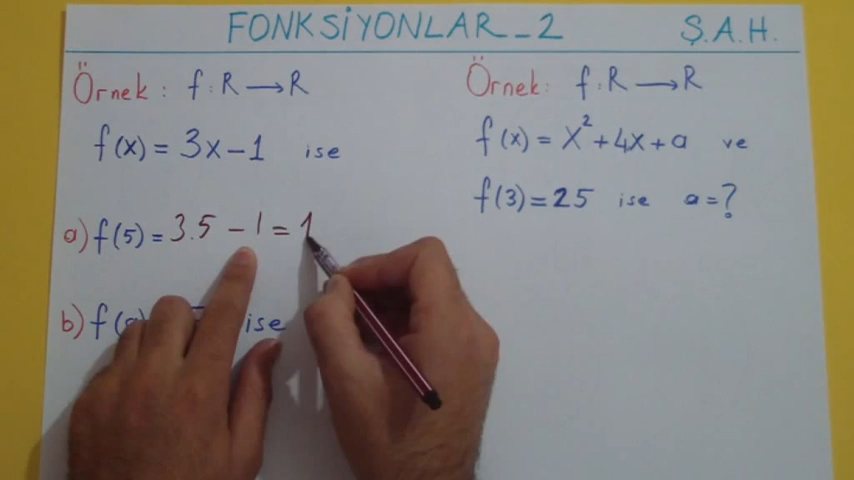 FONKSİYONLAR_2
Ş.A.H.
Örnek: f:R→R
f(x) = 3x-1 ise
a) f(5) = 3.5 - 1 = 1
b) f( ise
Örnek: f:R→R
f(x) = x²+4x+a ve
f(3)=25 ise a=?